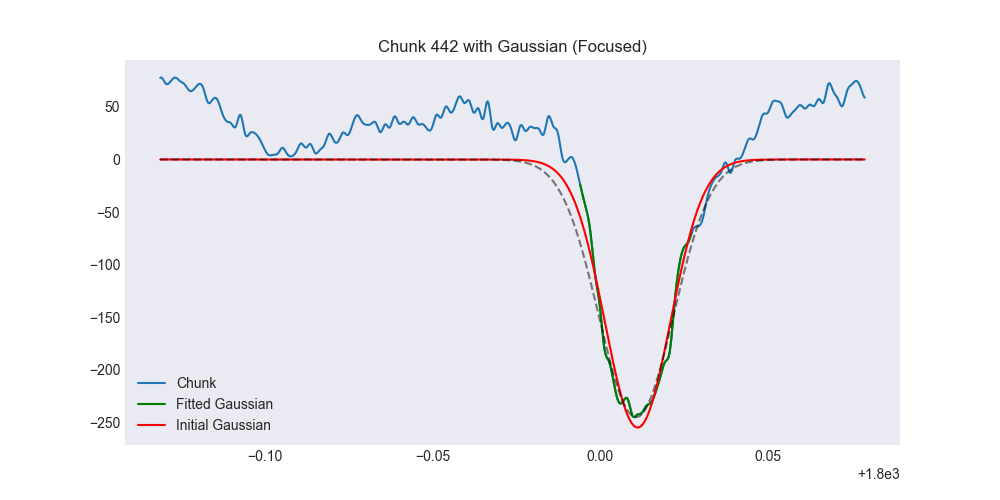 Chunk 442 with Gaussian (Focused)
50
0
−50
−100
−150
−200
−250
Chunk
Fitted Gaussian
Initial Gaussian
−0.10 −0.05 0.00 0.05
+1.8e3